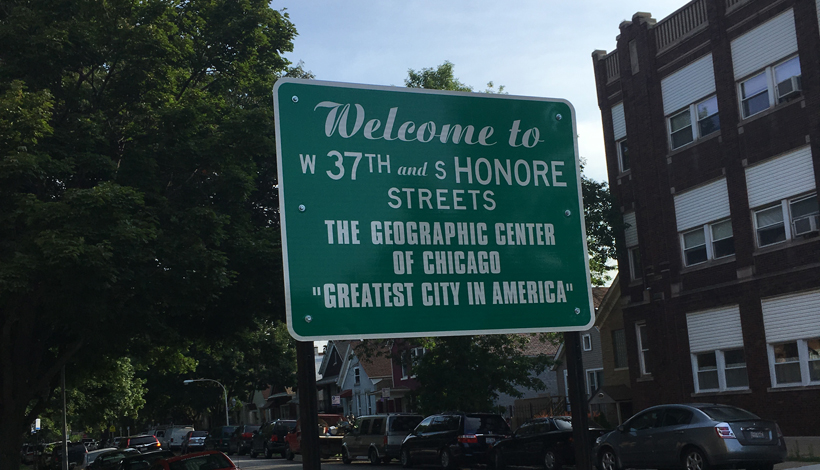 Welcome to
W 37TH and S HONORE
STREETS
THE GEOGRAPHIC CENTER
OF CHICAGO
"GREATEST CITY IN AMERICA"